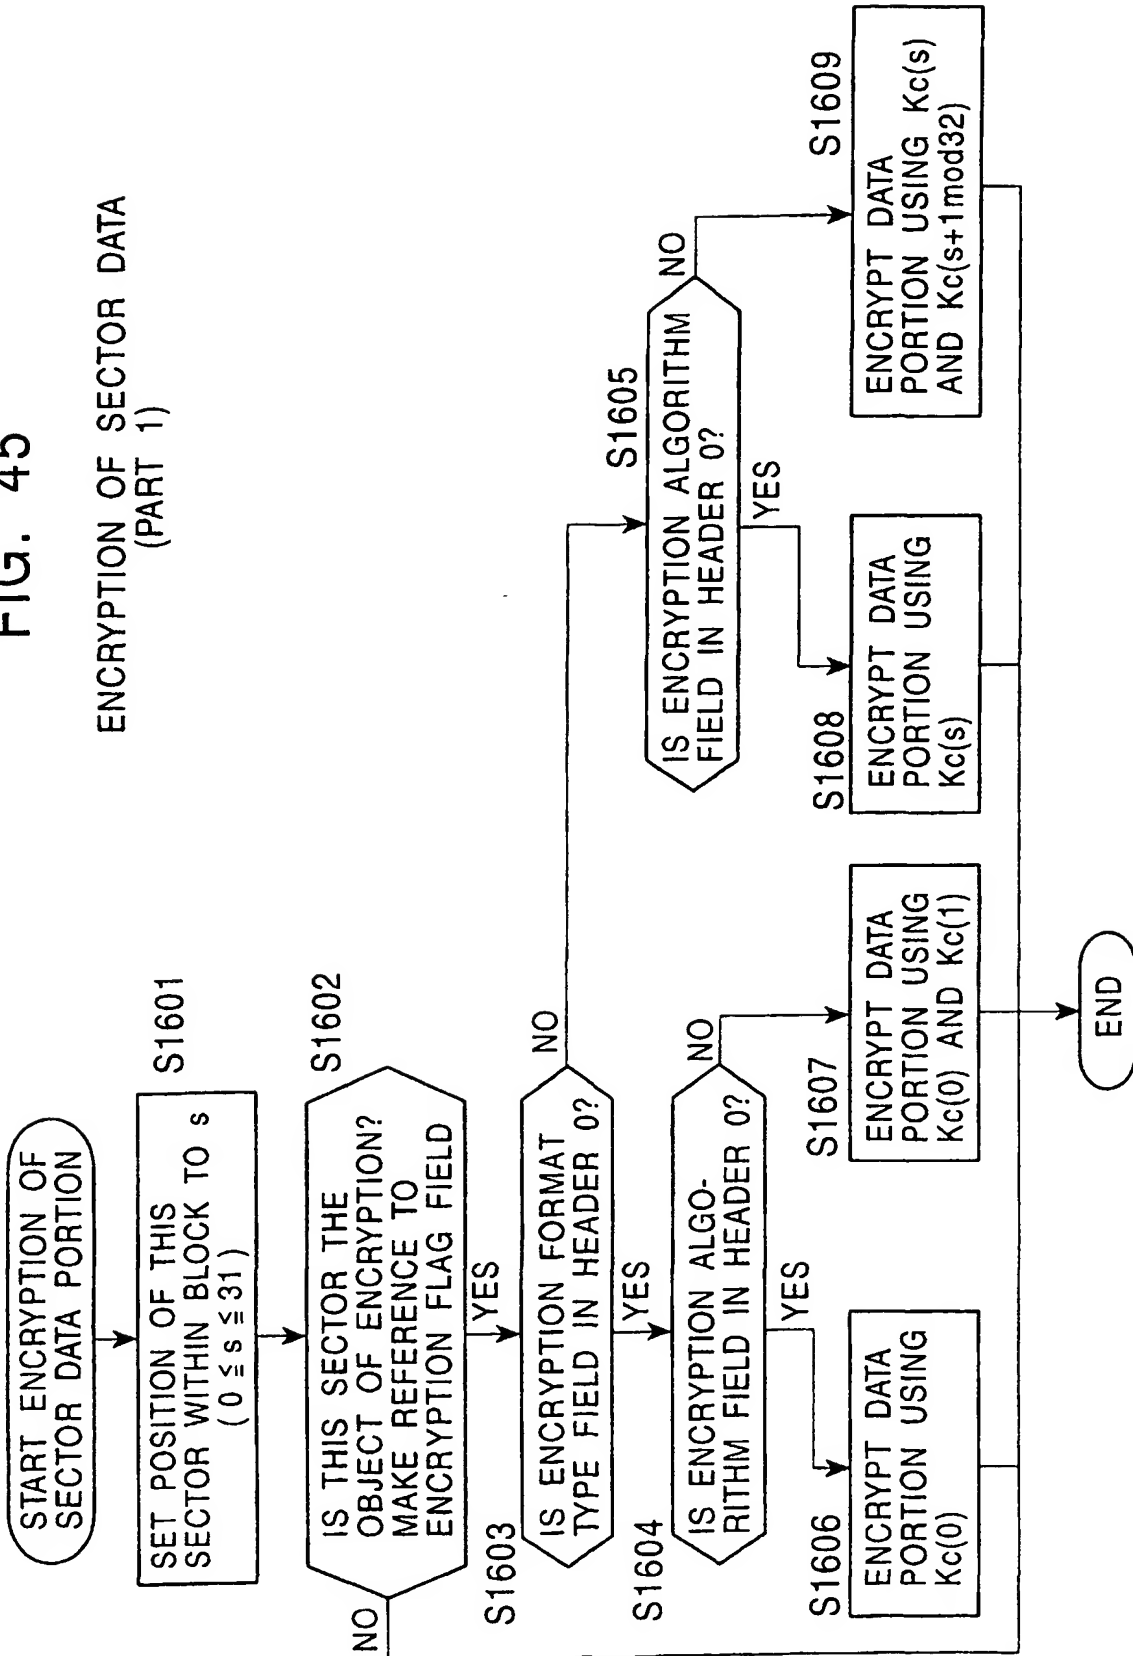 FIG. 45
ENCRYPTION OF SECTOR DATA
(PART 1)
START ENCRYPTION OF
SECTOR DATA PORTION
S1601
SET POSITION OF THIS
SECTOR WITHIN BLOCK TO s
(0 ≦ s ≦ 31)
S1602
IS THIS SECTOR THE
OBJECT OF ENCRYPTION?
MAKE REFERENCE TO
ENCRYPTION FLAG FIELD
NO
YES
S1603
IS ENCRYPTION FORMAT
TYPE FIELD IN HEADER 0?
NO
YES
S1604
IS ENCRYPTION ALGO-
RITHM FIELD IN HEADER 0?
NO
YES
S1605
IS ENCRYPTION ALGORITHM
FIELD IN HEADER 0?
NO
YES
S1606
ENCRYPT DATA
PORTION USING
Kc(0)
S1607
ENCRYPT DATA
PORTION USING
Kc(0) AND Kc(1)
S1608
ENCRYPT DATA
PORTION USING
Kc(s)
S1609
ENCRYPT DATA
PORTION USING Kc(s)
AND Kc(s+1mod32)
END